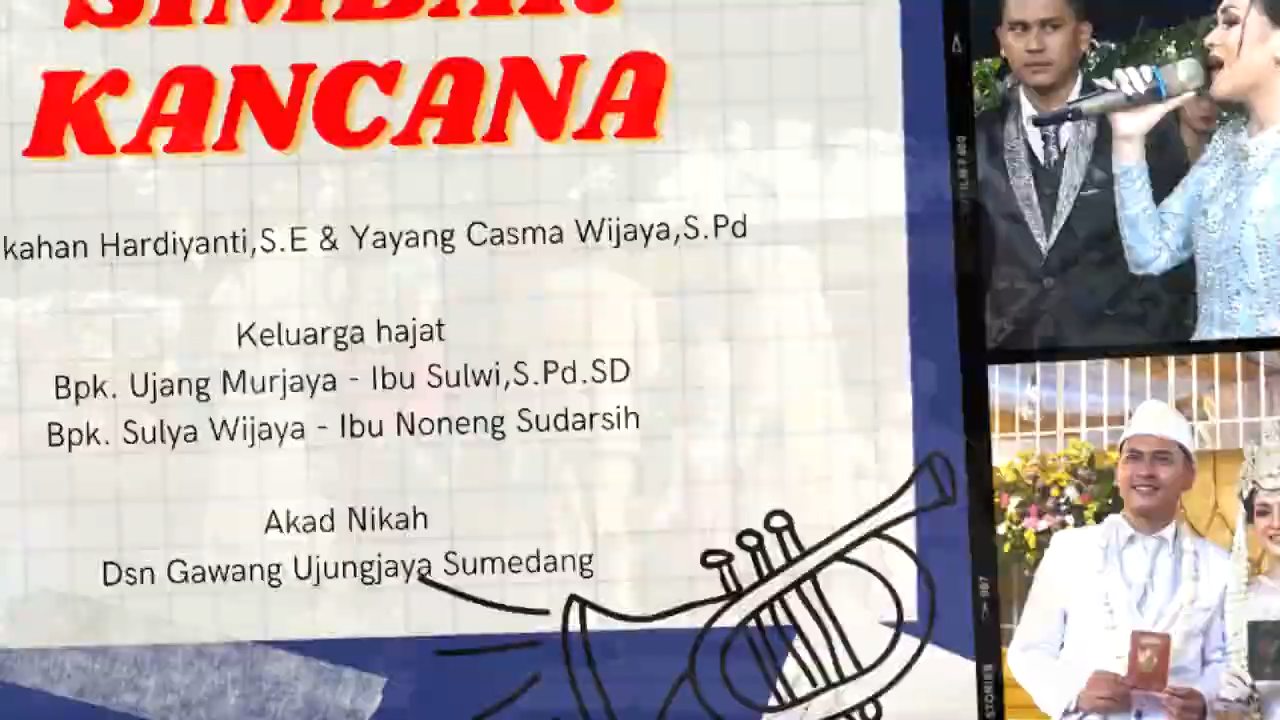 KANCANA
kahan Hardiyanti,S.E & Yayang Casma Wijaya,S.Pd
Keluarga hajat
Bpk. Ujang Murjaya - Ibu Sulwi,S.Pd.SD
Bpk. Sulya Wijaya - Ibu Noneng Sudarsih
Akad Nikah
Dsn Gawang Ujungjaya Sumedang
STORIES